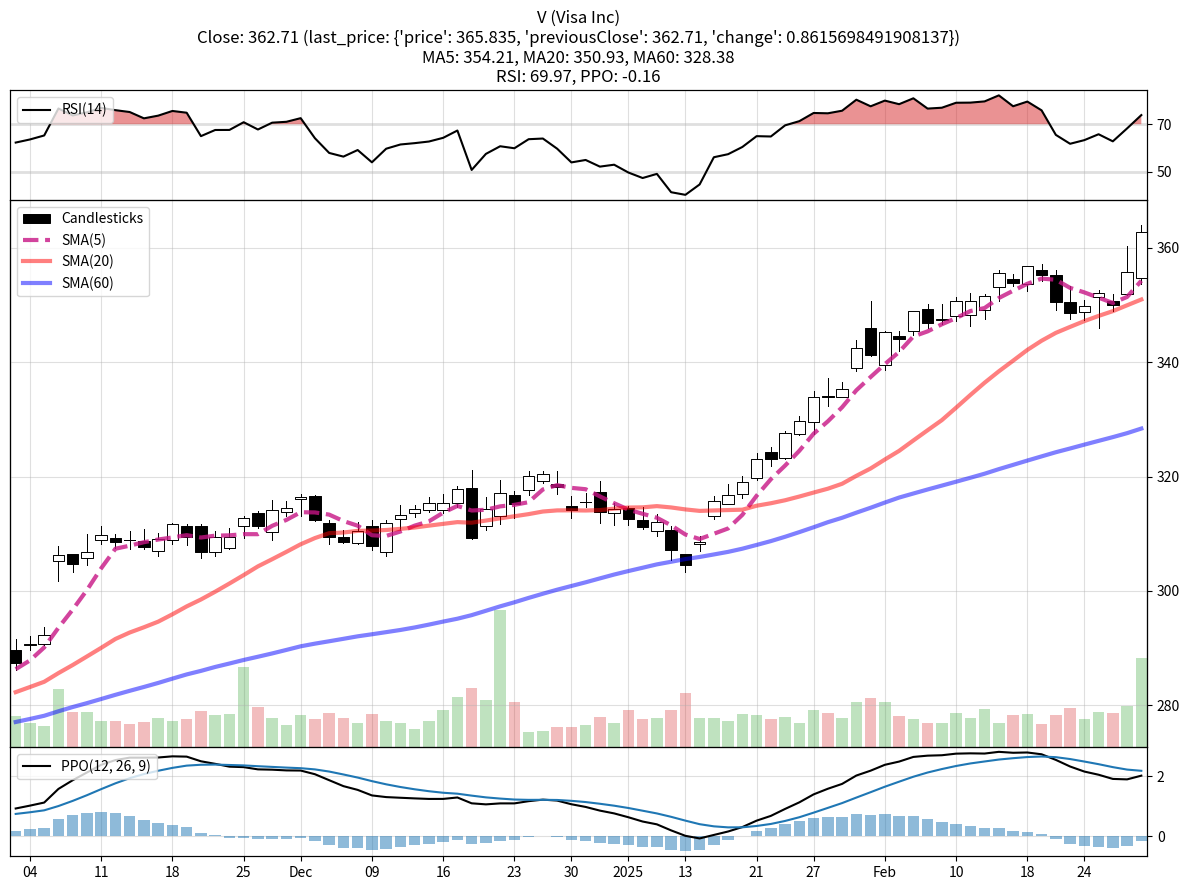 V (Visa Inc)
Close: 362.71 (last_price: {'price': 365.835, 'previousClose': 362.71, 'change': 0.8615698491908137})
MA5: 354.21, MA20: 350.93, MA60: 328.38
RSI: 69.97, PPO: -0.16
RSI(14)
70
50
Candlesticks
SMA(5)
SMA(20)
SMA(60)
360
340
320
300
280
PPO(12, 26, 9)
2
0
04 11 18 25 Dec 09 16 23 30 2025 13 21 27 Feb 10 18 24